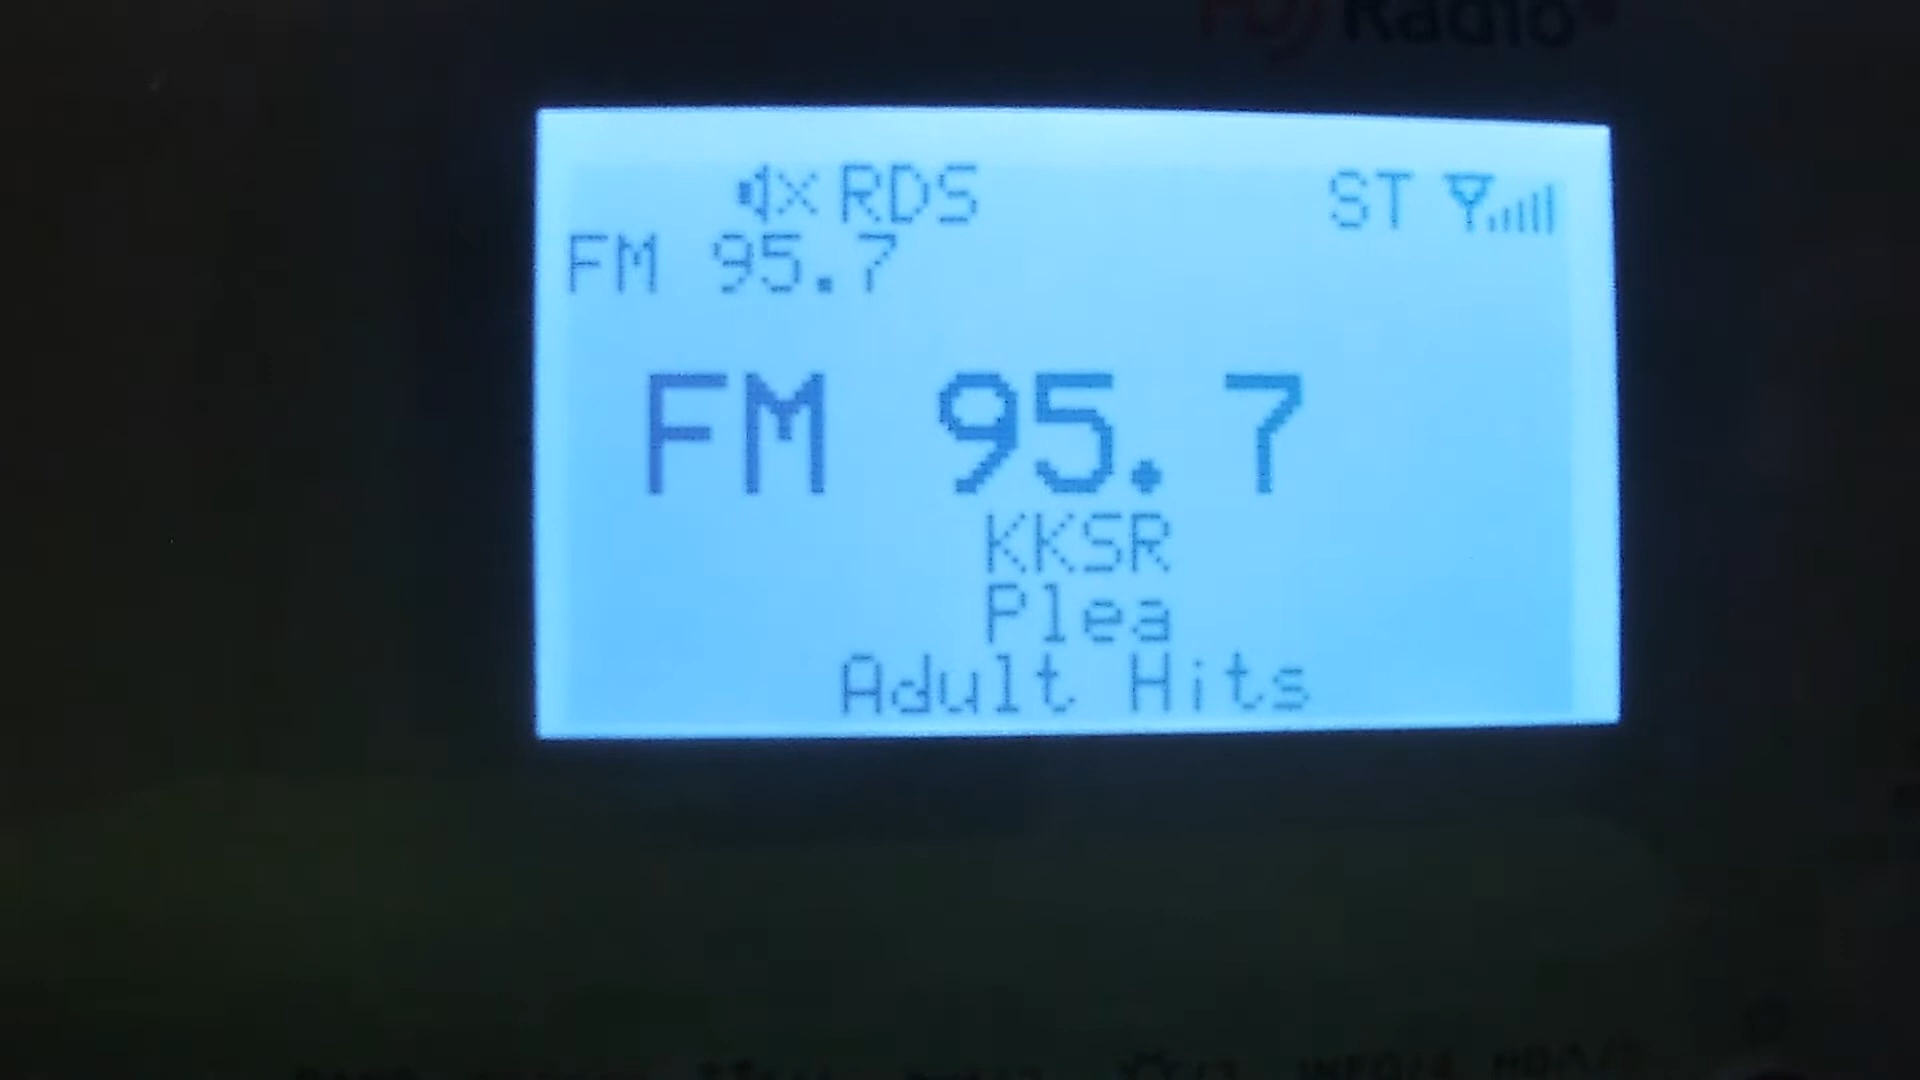 Radio
RDS ST
FM 95.7
FM 95.7
KKSR
Plea
Adult Hits